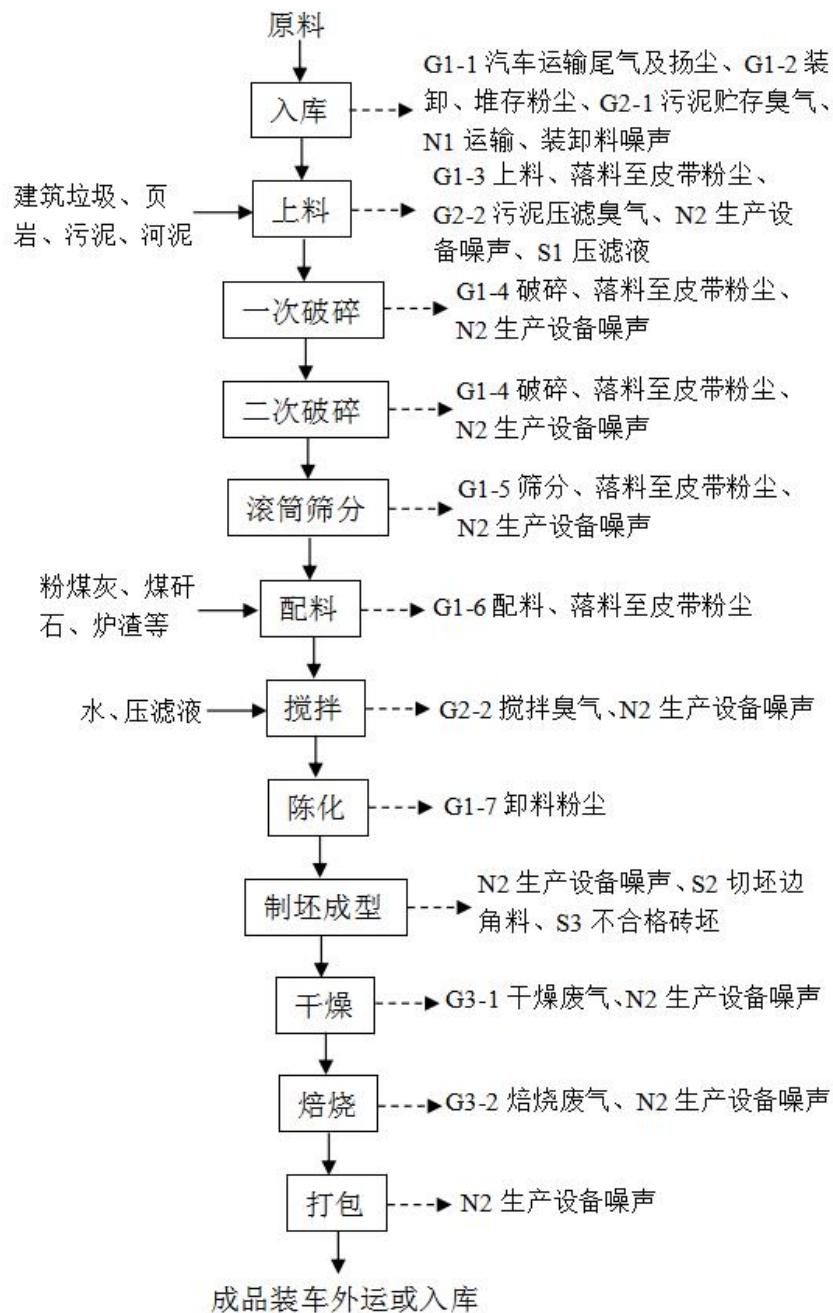 原料
入库
G1-1 汽车运输尾气及扬尘、G1-2 装
卸、堆存粉尘、G2-1 污泥贮存臭气、
N1 运输、装卸料噪声
建筑垃圾、页
岩、污泥、河泥
上料
G1-3 上料、落料至皮带粉尘、
G2-2 污泥压滤臭气、N2 生产设
备噪声、S1 压滤液
一次破碎
G1-4 破碎、落料至皮带粉尘、
N2 生产设备噪声
二次破碎
G1-4 破碎、落料至皮带粉尘、
N2 生产设备噪声
滚筒筛分
G1-5 筛分、落料至皮带粉尘、
N2 生产设备噪声
粉煤灰、煤矸
石、炉渣等
配料
G1-6 配料、落料至皮带粉尘
水、压滤液
搅拌
G2-2 搅拌臭气、N2 生产设备噪声
陈化
G1-7 卸料粉尘
制坯成型
N2 生产设备噪声、S2 切坯边
角料、S3 不合格砖坯
干燥
G3-1 干燥废气、N2 生产设备噪声
焙烧
G3-2 焙烧废气、N2 生产设备噪声
打包
N2 生产设备噪声
成品装车外运或入库